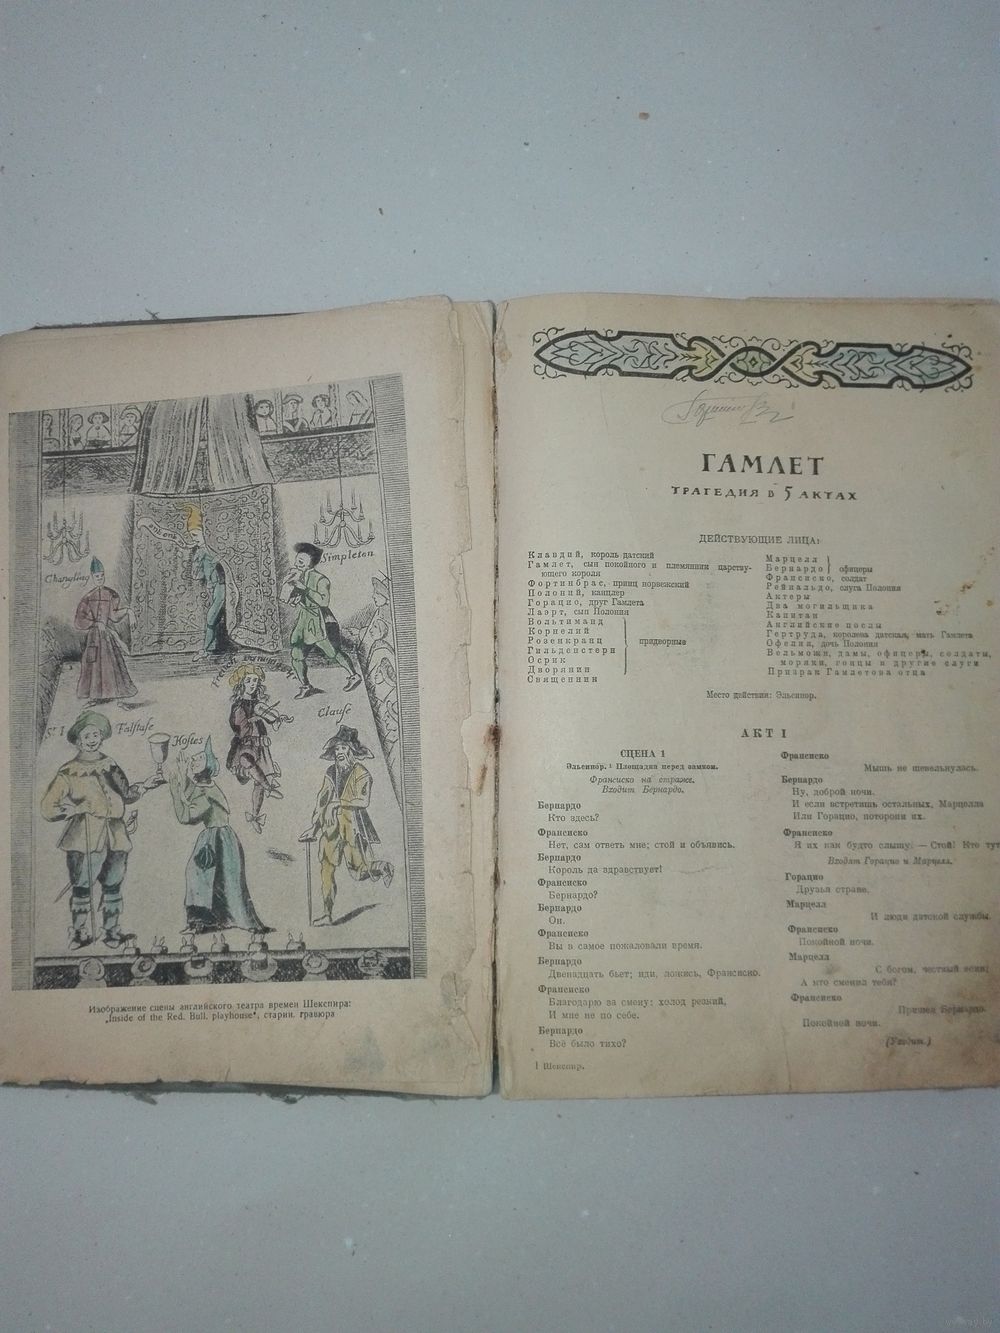 Changling
Simpleton
French Dancing Mr
Clause
Sr I Falstafe
Hostes
Изображение сцены английского театра времен Шекспира:
„Inside of the Red. Bull. playhouse", старин. гравюра
ГАМЛЕТ
ТРАГЕДИЯ В 5 АКТАХ
ДЕЙСТВУЮЩИЕ ЛИЦА:
Клавдий, король датский
Гамлет, сын покойного и племянник царству-
ющего короля
Фортинбрас, принц норвежский
Полоний, канцлер
Горацио, друг Гамлета
Лаэрт, сын Полония
Вольтиманд
Корнелий
Розенкранц
Гильденстерн
Осрик
Дворянин
придворные
Священник
Марцелл
Бернардо
офицеры
Франсиско, солдат
Рейнальдо, слуга Полония
Актеры
Два могильщика
Капитан
Английские послы
Гертруда, королева датская, мать Гамлета
Офелия, дочь Полония
Вельможи, дамы, офицеры, солдаты,
моряки, гонцы и другие слуги
Призрак Гамлетова отца
Место действия: Эльсинор.
АКТ I
СЦЕНА 1
Эльсинор.¹ Площадка перед замком.
Франсиско на страже.
Входит Бернардо.
Бернардо
Кто здесь?
Франсиско
Нет, сам ответь мне; стой и объявись.
Бернардо
Король да здравствует!
Франсиско
Бернардо?
Бернардо
Он.
Франсиско
Вы в самое пожаловали время.
Бернардо
Двенадцать бьет; иди, ложись, Франсиско.
Франсиско
Благодарю за смену: холод резкий,
И мне не по себе.
Бернардо
Всё было тихо?
1 Шекспир.
Франсиско
Мышь не шевельнулась.
Бернардо
Ну, доброй ночи.
И если встретишь остальных, Марцелла
Или Горацио, поторопи их.
Франсиско
Я их как будто слышу. — Стой! Кто тут
Входят Горацио и Марцелл.
Горацио
Друзья стране.
Марцелл
И люди датской службы.
Франсиско
Покойной ночи.
Марцелл
С богом, честный воин;
А кто сменил тебя?
Франсиско
Пришел Бернардо.
Покойной ночи.
(Уходит.)